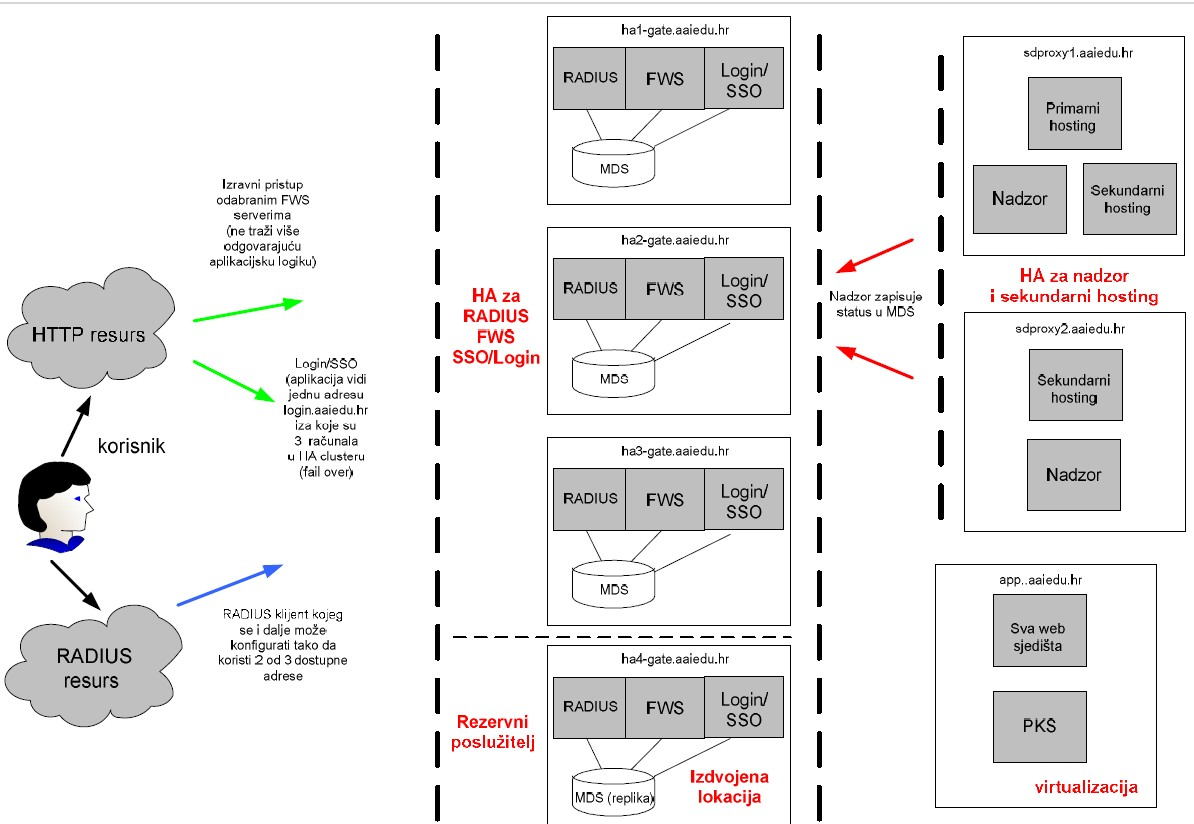 Izravni pristup
odabranim FWS
serverima
(ne traži više
odgovarajuću
aplikacijsku logiku)
HTTP resurs
Login/SSO
(aplikacija vidi
jednu adresu
login.aaiedu.hr
iza koje su
3 računala
u HA clusteru
(fail over)
korisnik
RADIUS klijent kojeg
se i dalje može
konfigurati tako da
koristi 2 od 3 dostupne
adrese
RADIUS
resurs
HA za
RADIUS
FWS
SSO/Login
Rezervni
poslužitelj
ha1-gate.aaiedu.hr
RADIUS
FWS
Login/
SSO
MDS
ha2-gate.aaiedu.hr
RADIUS
FWS
Login/
SSO
MDS
ha3-gate.aaiedu.hr
RADIUS
FWS
Login/
SSO
MDS
ha4-gate.aaiedu.hr
RADIUS
FWS
Login/
SSO
MDS (replika)
Izdvojena
lokacija
Nadzor zapisuje
status u MDS
sdproxy1.aaiedu.hr
Primarni
hosting
Nadzor
Sekundarni
hosting
HA za nadzor
i sekundarni hosting
sdproxy2.aaiedu.hr
Sekundarni
hosting
Nadzor
app..aaiedu.hr
Sva web
sjedišta
PKS
virtualizacija